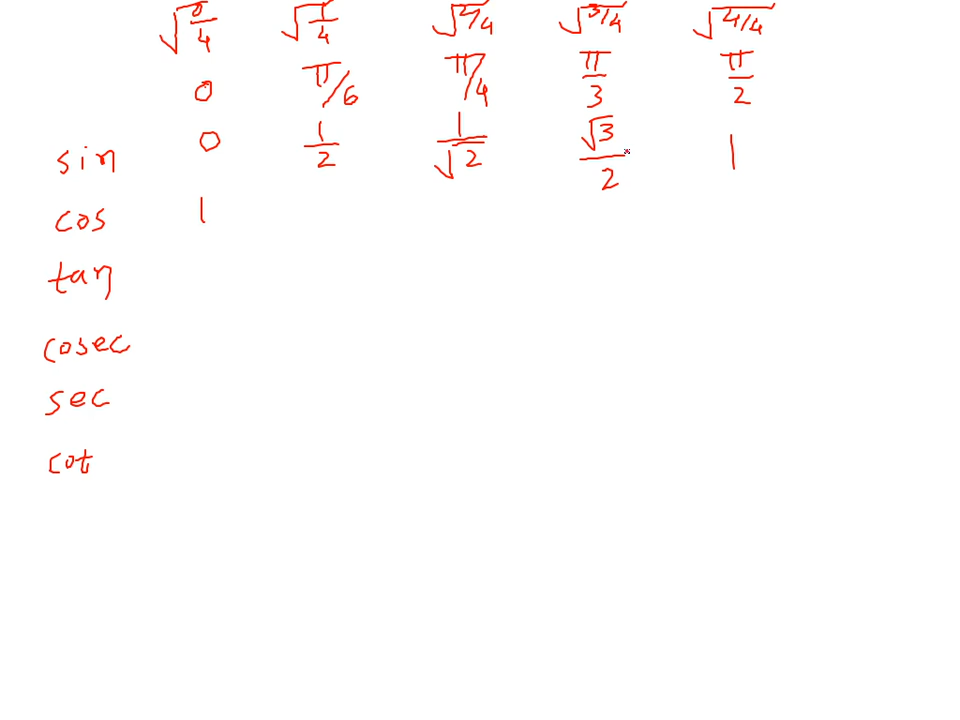 √0/4 √1/4 √2/4 √3/4 √4/4
0 π/6 π/4 π/3 π/2
sin 0 1/2 1/√2 √3/2 1
cos 1
tan
cosec
sec
cot